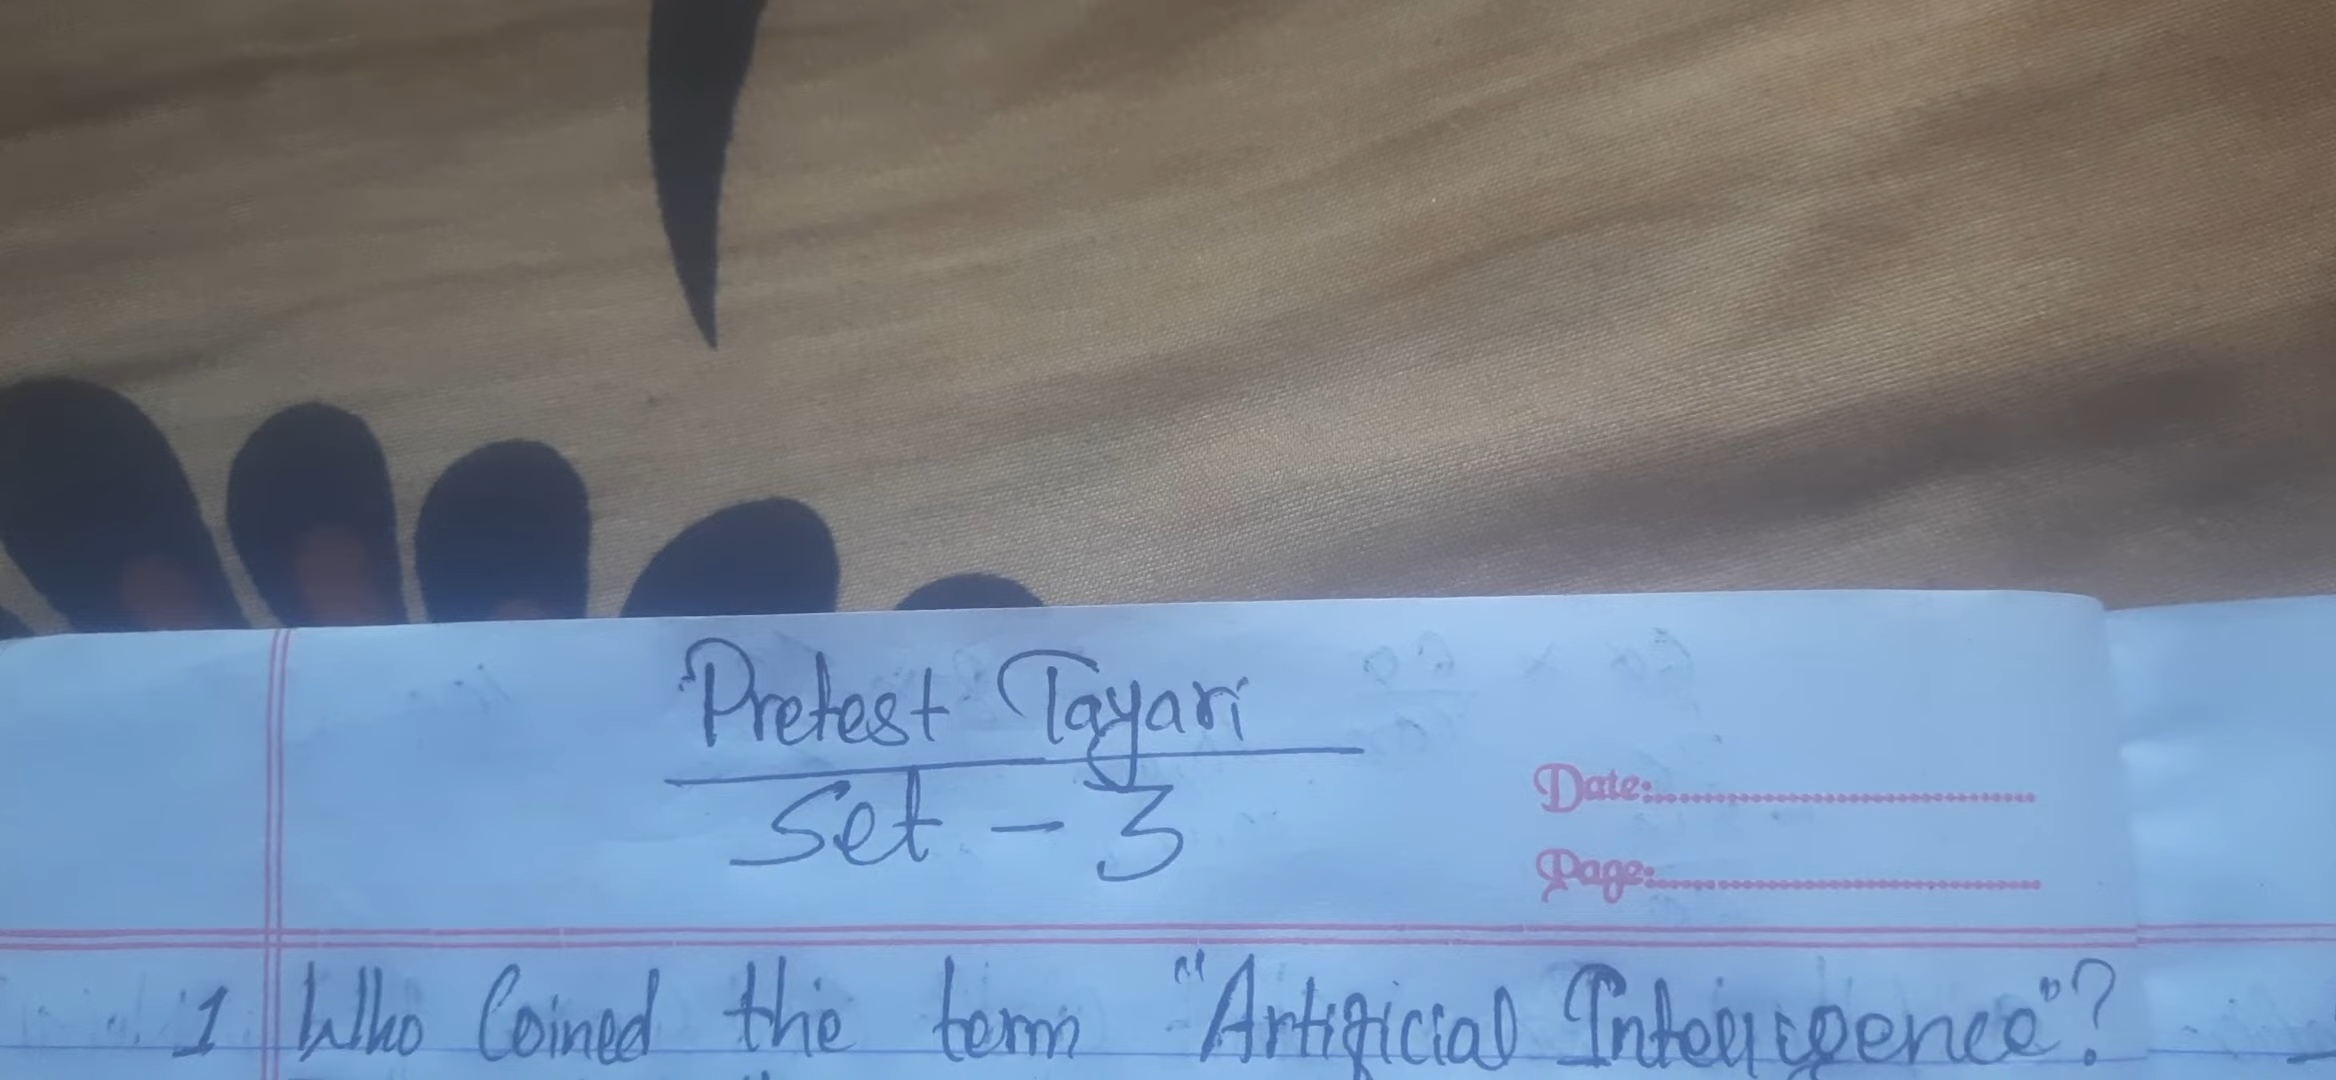 Pretest Tayari
Set - 3
Date:
Page:
1 Who Coined the term "Artificial Intelligence"?